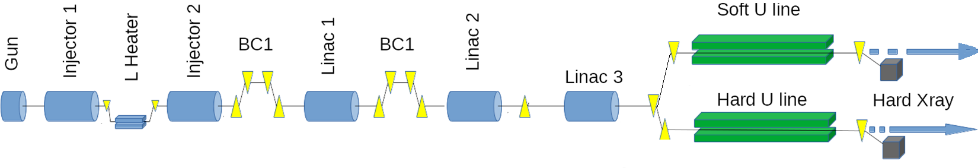 Gun
Injector 1
L Heater
Injector 2
BC1
Linac 1
BC1
Linac 2
Linac 3
Soft U line
Hard U line
Hard Xray